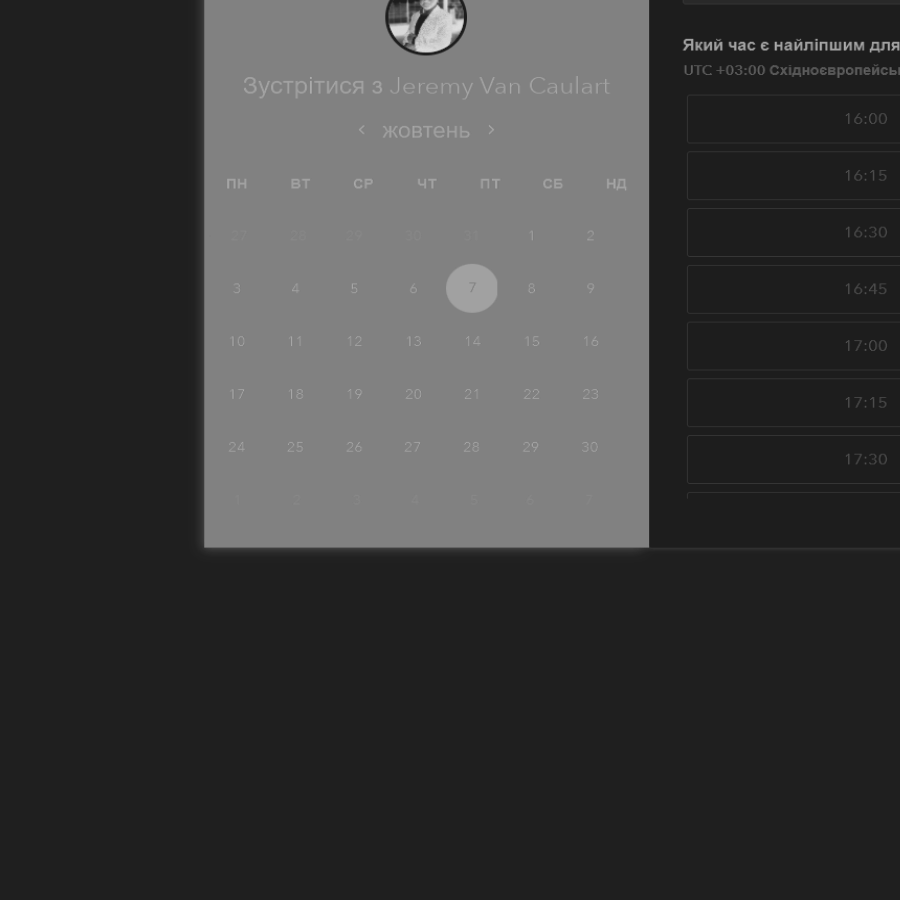 Зустрітися з Jeremy Van Caulart
жовтень
ПН ВТ СР ЧТ ПТ СБ НД
27 28 29 30 31 1 2
3 4 5 6 7 8 9
10 11 12 13 14 15 16
17 18 19 20 21 22 23
24 25 26 27 28 29 30
1 2 3 4 5 6 7
Який час є найліпшим для
UTC +03:00 Східноєвропейсь
16:00
16:15
16:30
16:45
17:00
17:15
17:30